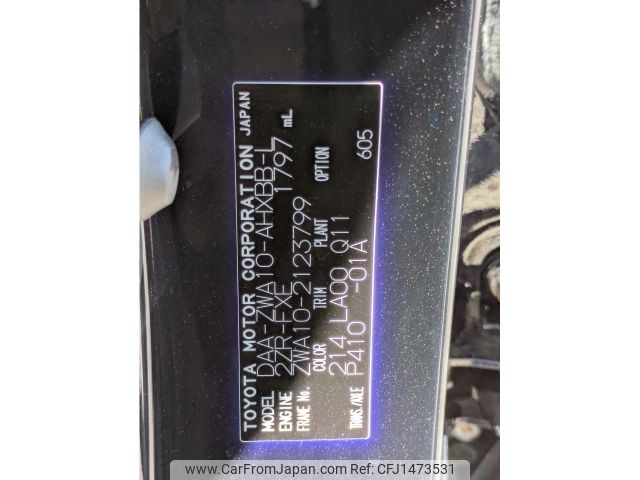 TOYOTA MOTOR CORPORATION JAPAN
MODEL DAA-ZWA10-AHXBB-L
ENGINE 2ZR-FXE 1797 mL
FRAME No. ZWA10-2123799
COLOR TRIM PLANT OPTION
214 LA00 Q11
TRANS./AXLE P410 -01A 605
www.CarFromJapan.com | Ref No: CFJ1473531